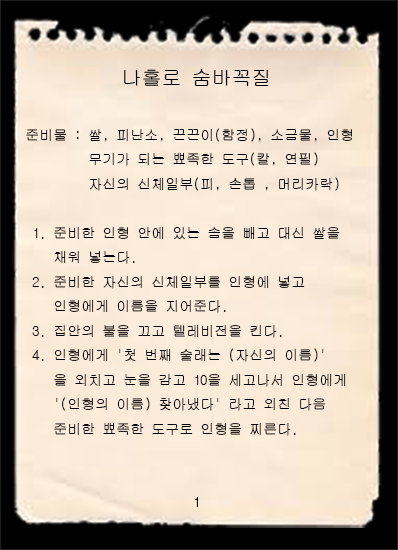 나홀로 숨바꼭질
준비물 : 쌀, 피난소, 끈끈이(함정), 소금물, 인형
무기가 되는 뾰족한 도구(칼, 연필)
자신의 신체일부(피, 손톱 , 머리카락)
1. 준비한 인형 안에 있는 솜을 빼고 대신 쌀을
채워 넣는다.
2. 준비한 자신의 신체일부를 인형에 넣고
인형에게 이름을 지어준다.
3. 집안의 불을 끄고 텔레비전을 킨다.
4. 인형에게 '첫 번째 술래는 (자신의 이름)'
을 외치고 눈을 감고 10을 세고나서 인형에게
'(인형의 이름) 찾아냈다' 라고 외친 다음
준비한 뾰족한 도구로 인형을 찌른다.
1